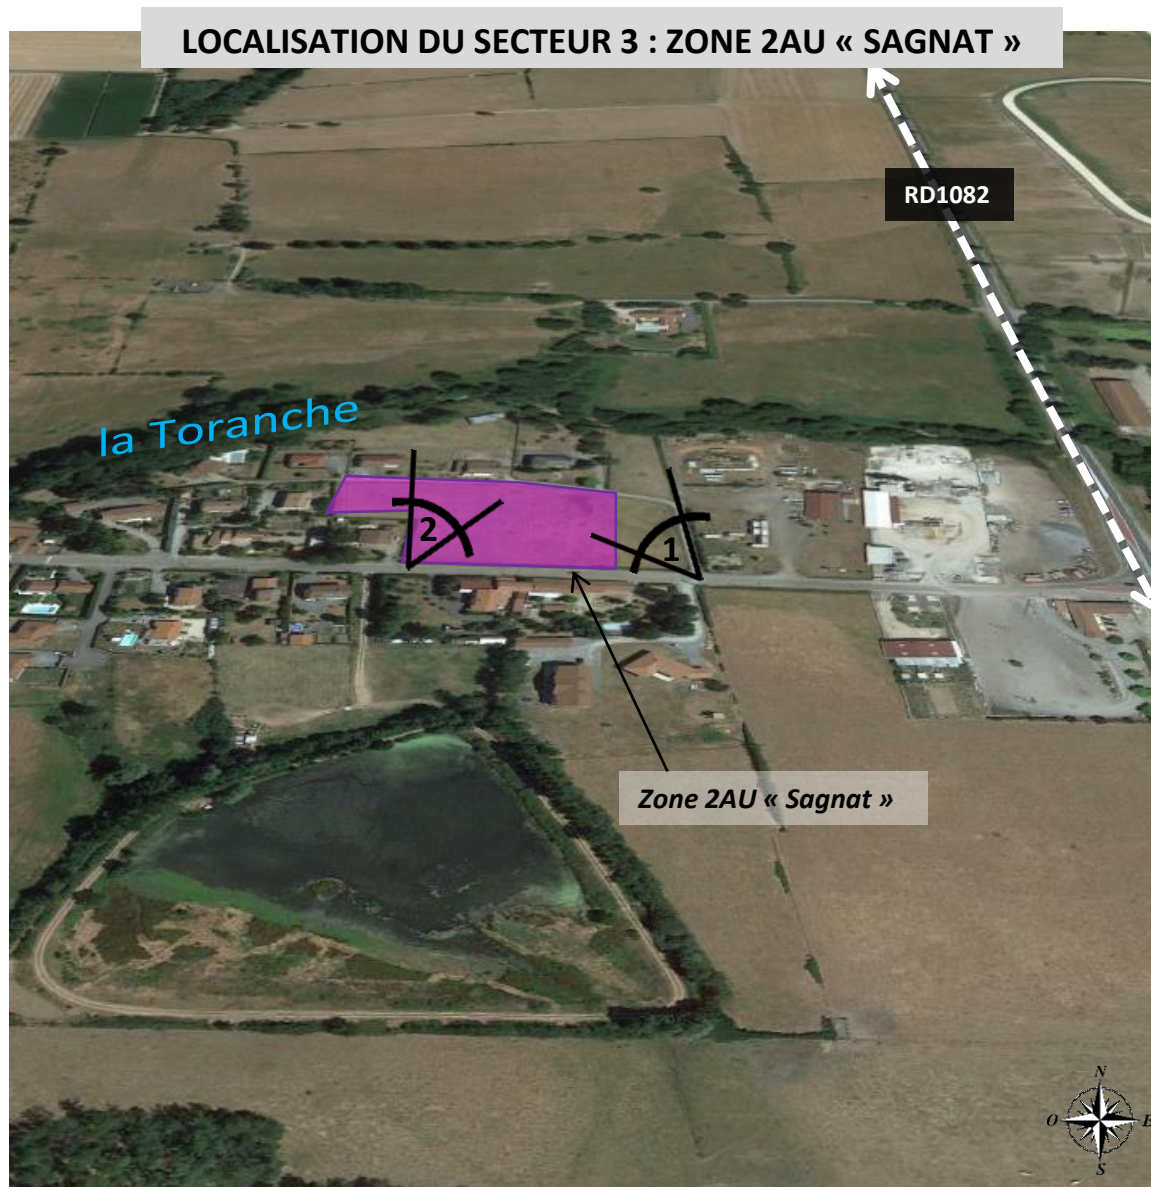 LOCALISATION DU SECTEUR 3 : ZONE 2AU « SAGNAT »
RD1082
la Toranche
2
1
Zone 2AU « Sagnat »
N
O
E
S